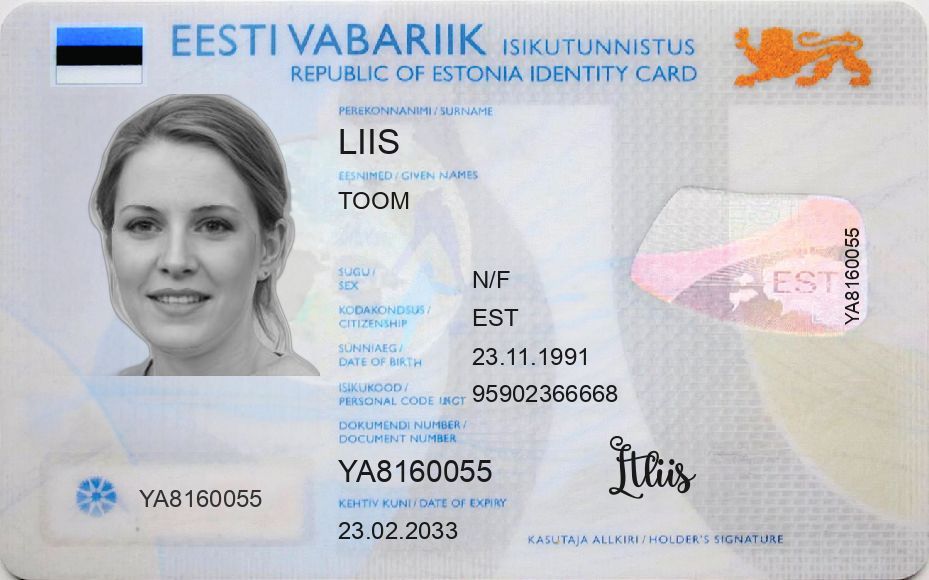 EESTI VABARIIK ISIKUTUNNISTUS
REPUBLIC OF ESTONIA IDENTITY CARD
PEREKONNANIMI / SURNAME
LIIS
EESNIMED / GIVEN NAMES
TOOM
SUGU /
SEX
N/F
KODAKONDSUS /
CITIZENSHIP
EST
SÜNNIAEG /
DATE OF BIRTH
23.11.1991
ISIKUKOOD /
PERSONAL CODE
95902366668
DOKUMENDI NUMBER /
DOCUMENT NUMBER
YA8160055
KEHTIV KUNI / DATE OF EXPIRY
23.02.2033
YA8160055
EST
YA8160055
KASUTAJA ALLKIRI / HOLDER'S SIGNATURE